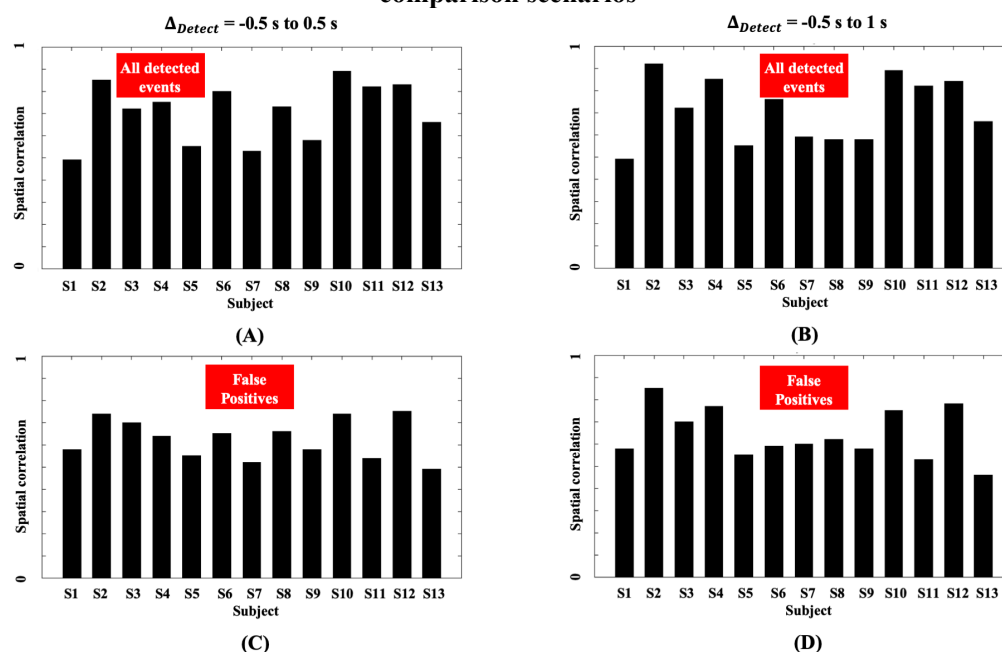 comparison scenarios
Δ_Detect = -0.5 s to 0.5 s
1
All detected
events
Spatial correlation
0
S1 S2 S3 S4 S5 S6 S7 S8 S9 S10 S11 S12 S13
Subject
(A)
Δ_Detect = -0.5 s to 1 s
1
All detected
events
Spatial correlation
0
S1 S2 S3 S4 S5 S6 S7 S8 S9 S10 S11 S12 S13
Subject
(B)
1
False
Positives
Spatial correlation
0
S1 S2 S3 S4 S5 S6 S7 S8 S9 S10 S11 S12 S13
Subject
(C)
1
False
Positives
Spatial correlation
0
S1 S2 S3 S4 S5 S6 S7 S8 S9 S10 S11 S12 S13
Subject
(D)